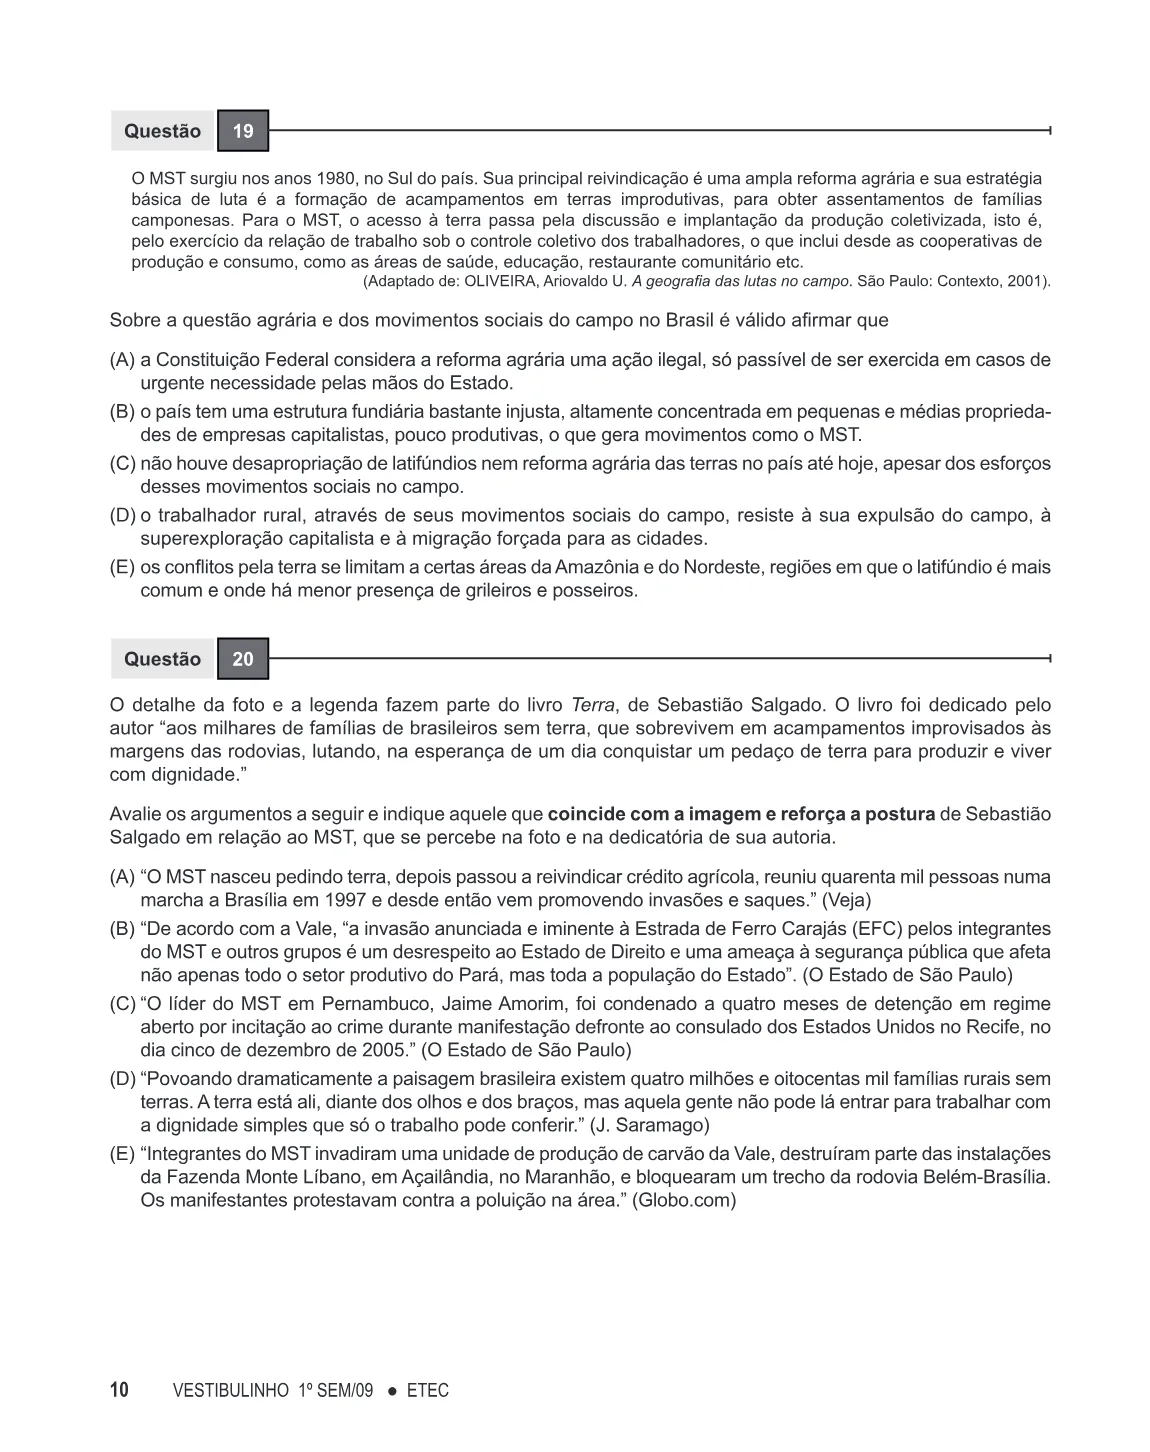 Questão 19
O MST surgiu nos anos 1980, no Sul do país. Sua principal reivindicação é uma ampla reforma agrária e sua estratégia
básica de luta é a formação de acampamentos em terras improdutivas, para obter assentamentos de famílias
camponesas. Para o MST, o acesso à terra passa pela discussão e implantação da produção coletivizada, isto é,
pelo exercício da relação de trabalho sob o controle coletivo dos trabalhadores, o que inclui desde as cooperativas de
produção e consumo, como as áreas de saúde, educação, restaurante comunitário etc.
(Adaptado de: OLIVEIRA, Ariovaldo U. A geografia das lutas no campo. São Paulo: Contexto, 2001).
Sobre a questão agrária e dos movimentos sociais do campo no Brasil é válido afirmar que
(A) a Constituição Federal considera a reforma agrária uma ação ilegal, só passível de ser exercida em casos de
urgente necessidade pelas mãos do Estado.
(B) o país tem uma estrutura fundiária bastante injusta, altamente concentrada em pequenas e médias proprieda-
des de empresas capitalistas, pouco produtivas, o que gera movimentos como o MST.
(C) não houve desapropriação de latifúndios nem reforma agrária das terras no país até hoje, apesar dos esforços
desses movimentos sociais no campo.
(D) o trabalhador rural, através de seus movimentos sociais do campo, resiste à sua expulsão do campo, à
superexploração capitalista e à migração forçada para as cidades.
(E) os conflitos pela terra se limitam a certas áreas da Amazônia e do Nordeste, regiões em que o latifúndio é mais
comum e onde há menor presença de grileiros e posseiros.
Questão 20
O detalhe da foto e a legenda fazem parte do livro Terra, de Sebastião Salgado. O livro foi dedicado pelo
autor “aos milhares de famílias de brasileiros sem terra, que sobrevivem em acampamentos improvisados às
margens das rodovias, lutando, na esperança de um dia conquistar um pedaço de terra para produzir e viver
com dignidade.”
Avalie os argumentos a seguir e indique aquele que coincide com a imagem e reforça a postura de Sebastião
Salgado em relação ao MST, que se percebe na foto e na dedicatória de sua autoria.
(A) “O MST nasceu pedindo terra, depois passou a reivindicar crédito agrícola, reuniu quarenta mil pessoas numa
marcha a Brasília em 1997 e desde então vem promovendo invasões e saques.” (Veja)
(B) “De acordo com a Vale, “a invasão anunciada e iminente à Estrada de Ferro Carajás (EFC) pelos integrantes
do MST e outros grupos é um desrespeito ao Estado de Direito e uma ameaça à segurança pública que afeta
não apenas todo o setor produtivo do Pará, mas toda a população do Estado”. (O Estado de São Paulo)
(C) “O líder do MST em Pernambuco, Jaime Amorim, foi condenado a quatro meses de detenção em regime
aberto por incitação ao crime durante manifestação defronte ao consulado dos Estados Unidos no Recife, no
dia cinco de dezembro de 2005.” (O Estado de São Paulo)
(D) “Povoando dramaticamente a paisagem brasileira existem quatro milhões e oitocentas mil famílias rurais sem
terras. A terra está ali, diante dos olhos e dos braços, mas aquela gente não pode lá entrar para trabalhar com
a dignidade simples que só o trabalho pode conferir.” (J. Saramago)
(E) “Integrantes do MST invadiram uma unidade de produção de carvão da Vale, destruíram parte das instalações
da Fazenda Monte Líbano, em Açailândia, no Maranhão, e bloquearam um trecho da rodovia Belém-Brasília.
Os manifestantes protestavam contra a poluição na área.” (Globo.com)
10 VESTIBULINHO 1º SEM/09 ● ETEC